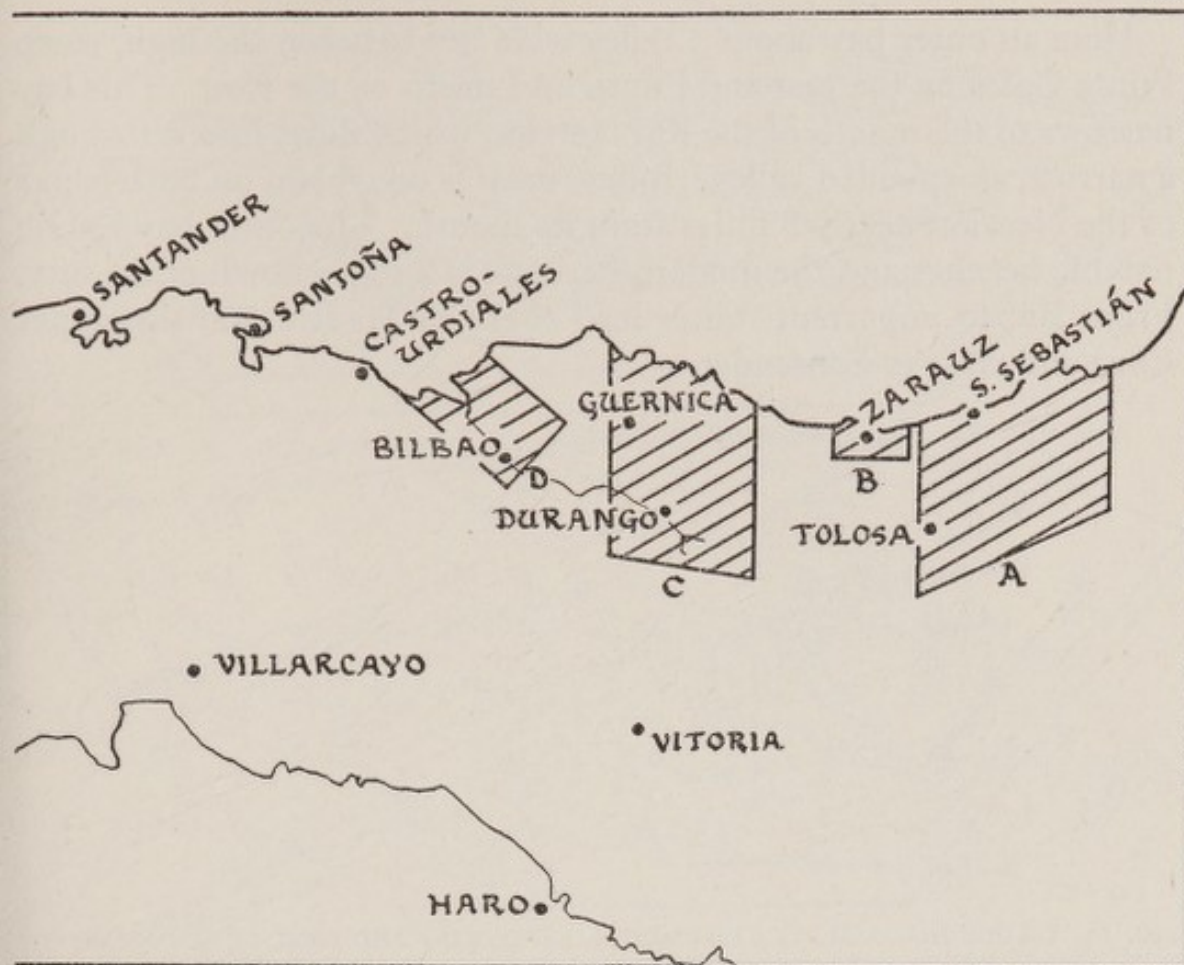 SANTANDER
SANTOÑA
CASTRO-
URDIALES
GUERNICA
ZARAUZ
S. SEBASTIÁN
BILBAO
D
B
DURANGO
TOLOSA
C
A
VILLARCAYO
VITORIA
HARO